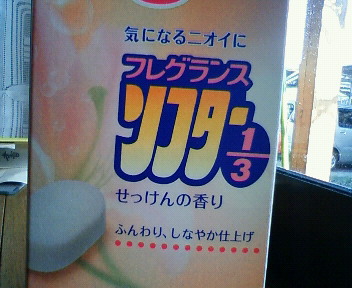 気になるニオイに
フレグランス
ソフター
1/3
せっけんの香り
ふんわり、しなやか仕上げ